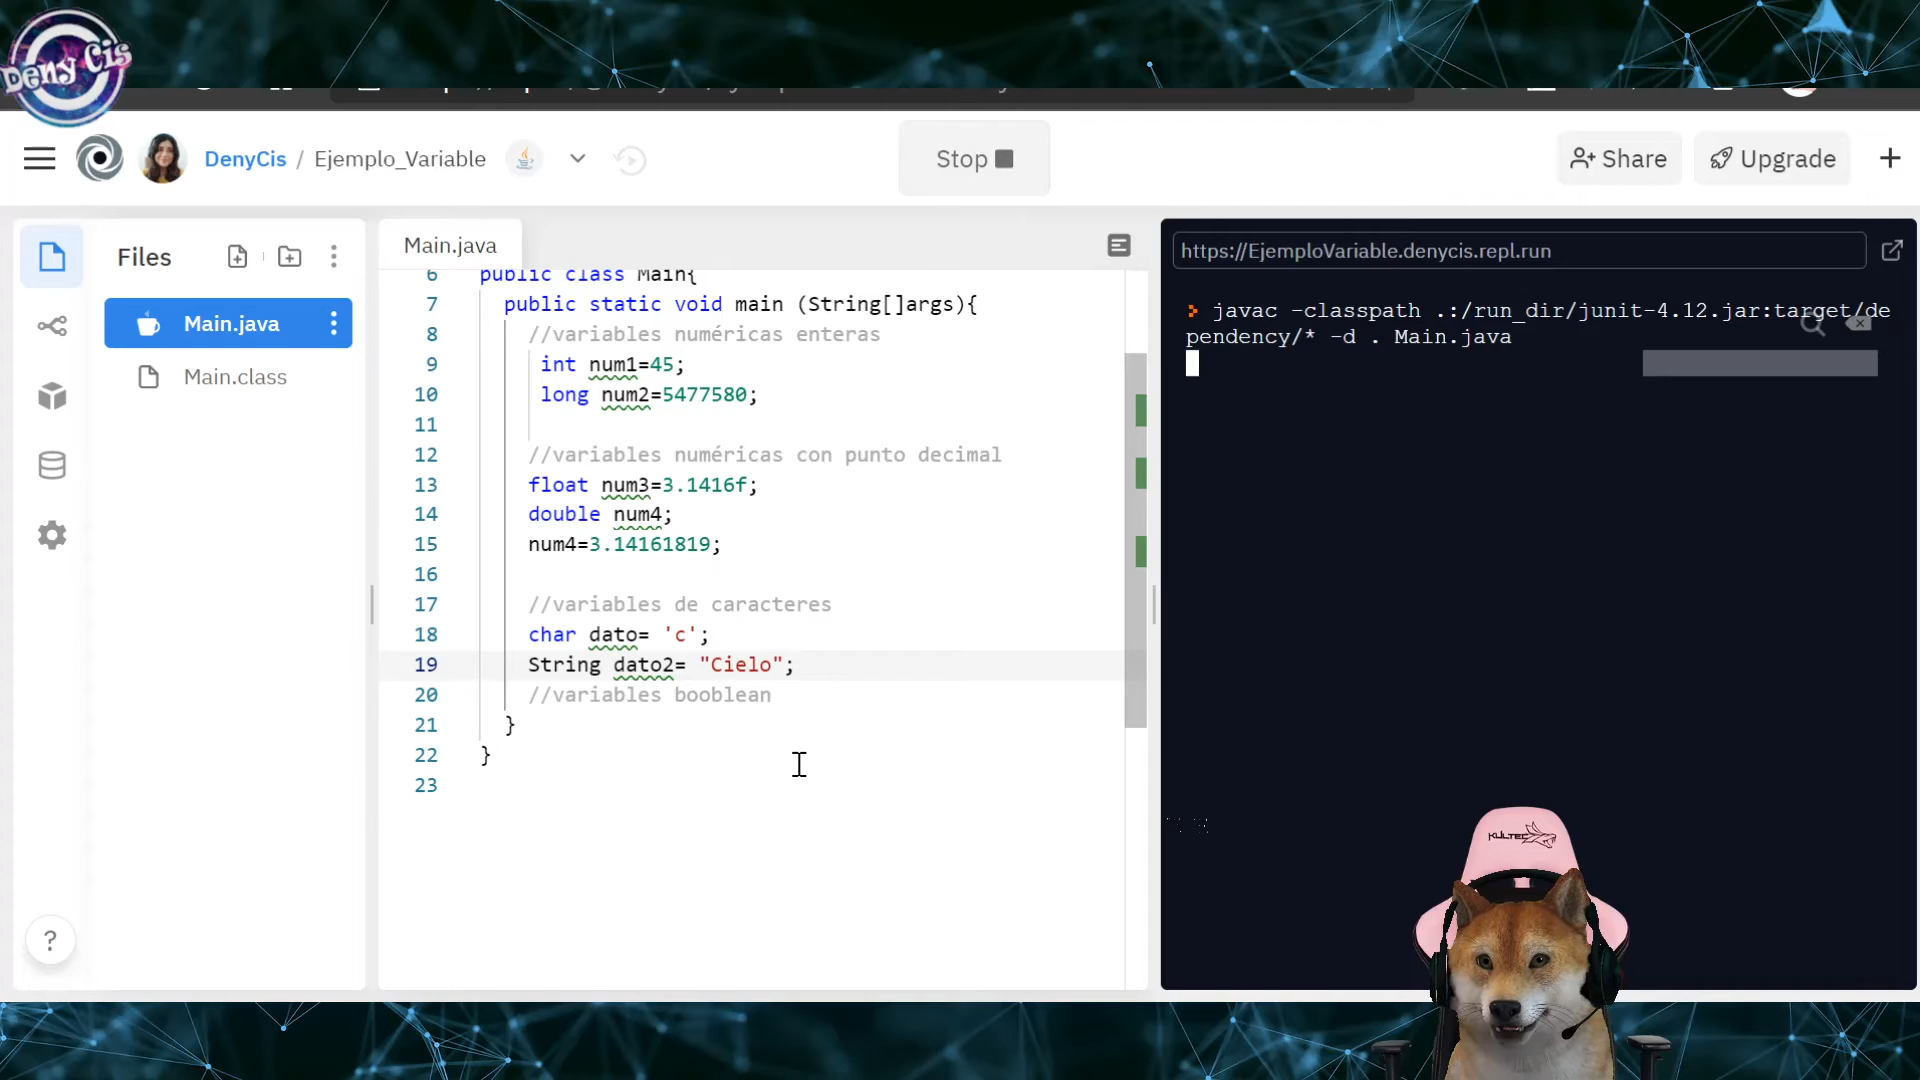 Deny Cis
DenyCis / Ejemplo_Variable
Stop
Share
Upgrade
Files
Main.java
Main.class
Main.java
6 public class Main{
7 public static void main (String[]args){
8 //variables numéricas enteras
9 int num1=45;
10 long num2=5477580;
11
12 //variables numéricas con punto decimal
13 float num3=3.1416f;
14 double num4;
15 num4=3.14161819;
16
17 //variables de caracteres
18 char dato= 'c';
19 String dato2= "Cielo";
20 //variables booblean
21 }
22 }
23
https://EjemploVariable.denycis.repl.run
javac -classpath .:/run_dir/junit-4.12.jar:target/de
pendency/* -d . Main.java
?
KULTEC